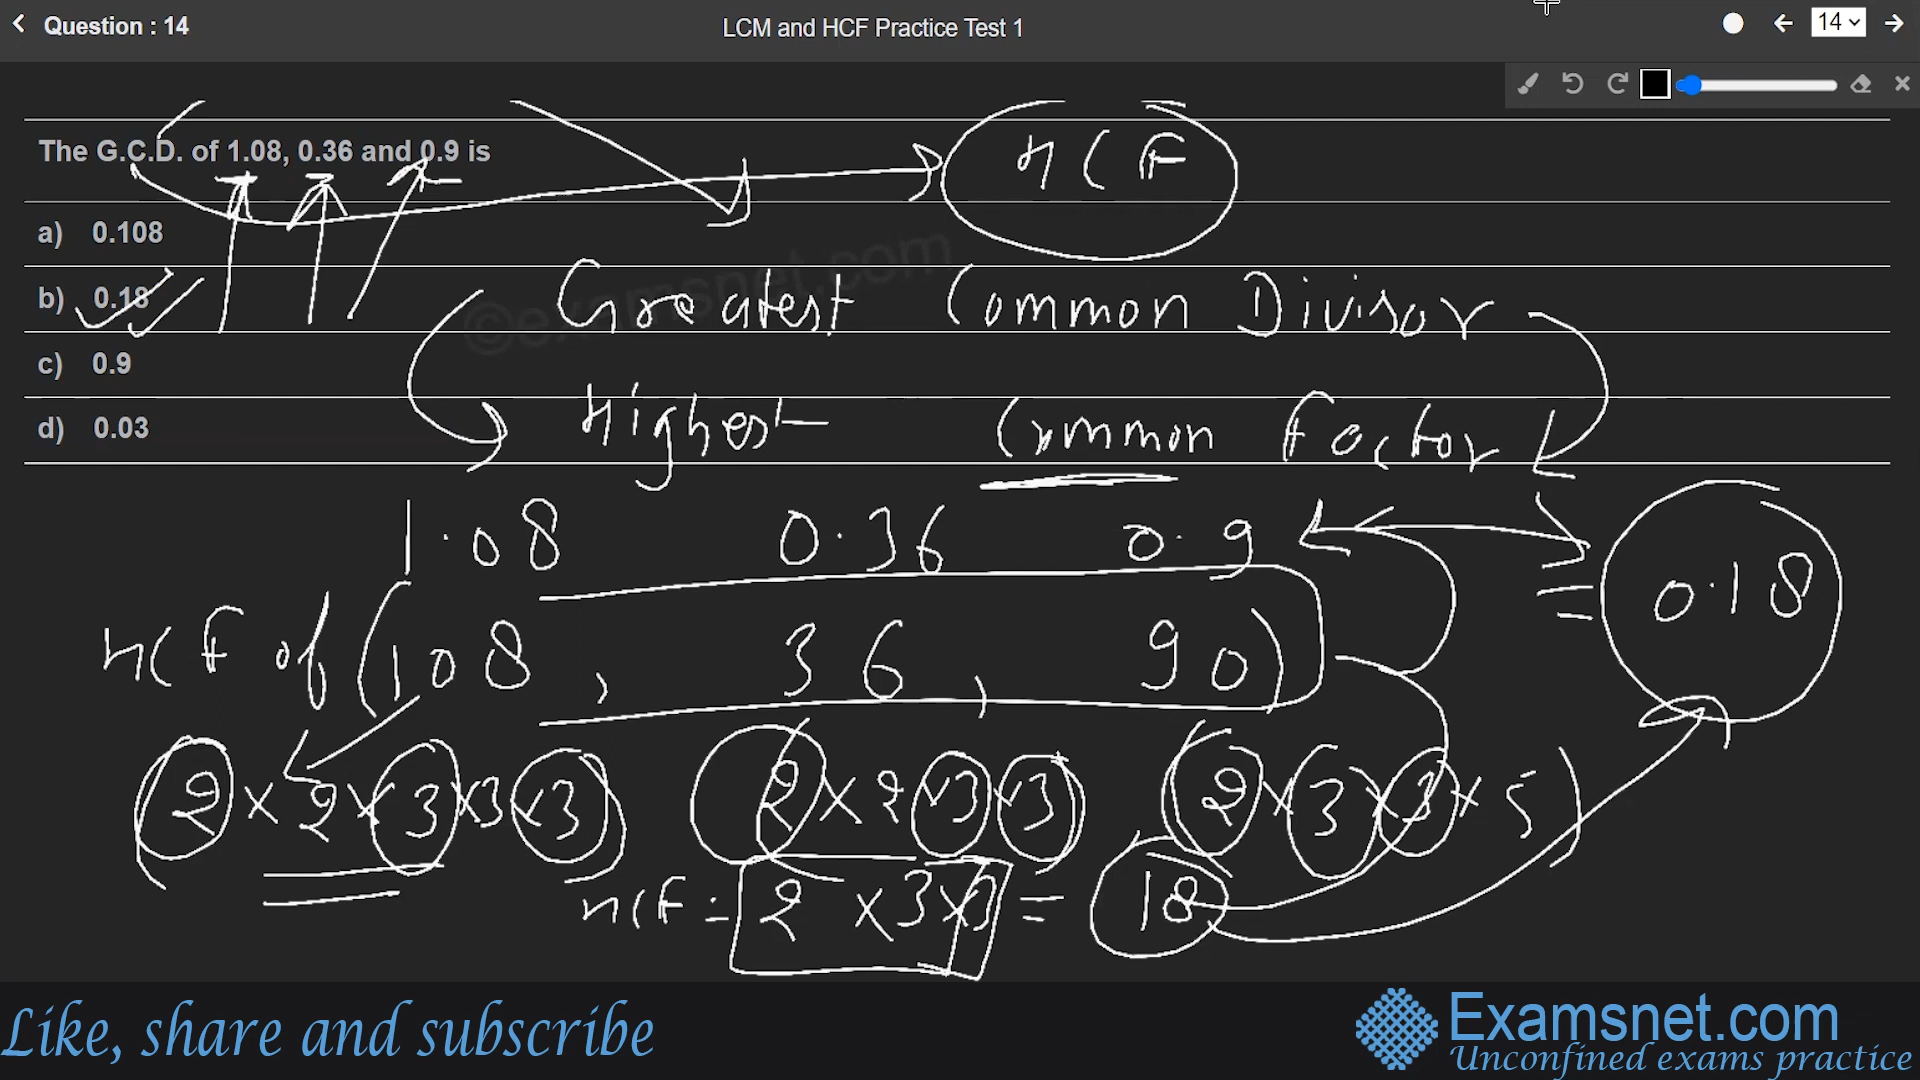 Question : 14
LCM and HCF Practice Test 1
14
The G.C.D. of 1.08, 0.36 and 0.9 is
HCF
a) 0.108
b) 0.18
c) 0.9
d) 0.03
©examsnet.com
Greatest Common Divisor
Highest Common Factor
1.08 0.36 0.9
= 0.18
HCF of (108, 36, 90)
2×2×3×3×3 2×2×3×3 2×3×3×5
HCF = 2×3×3 = 18
Like, share and subscribe
Examsnet.com
Unconfined exams practice